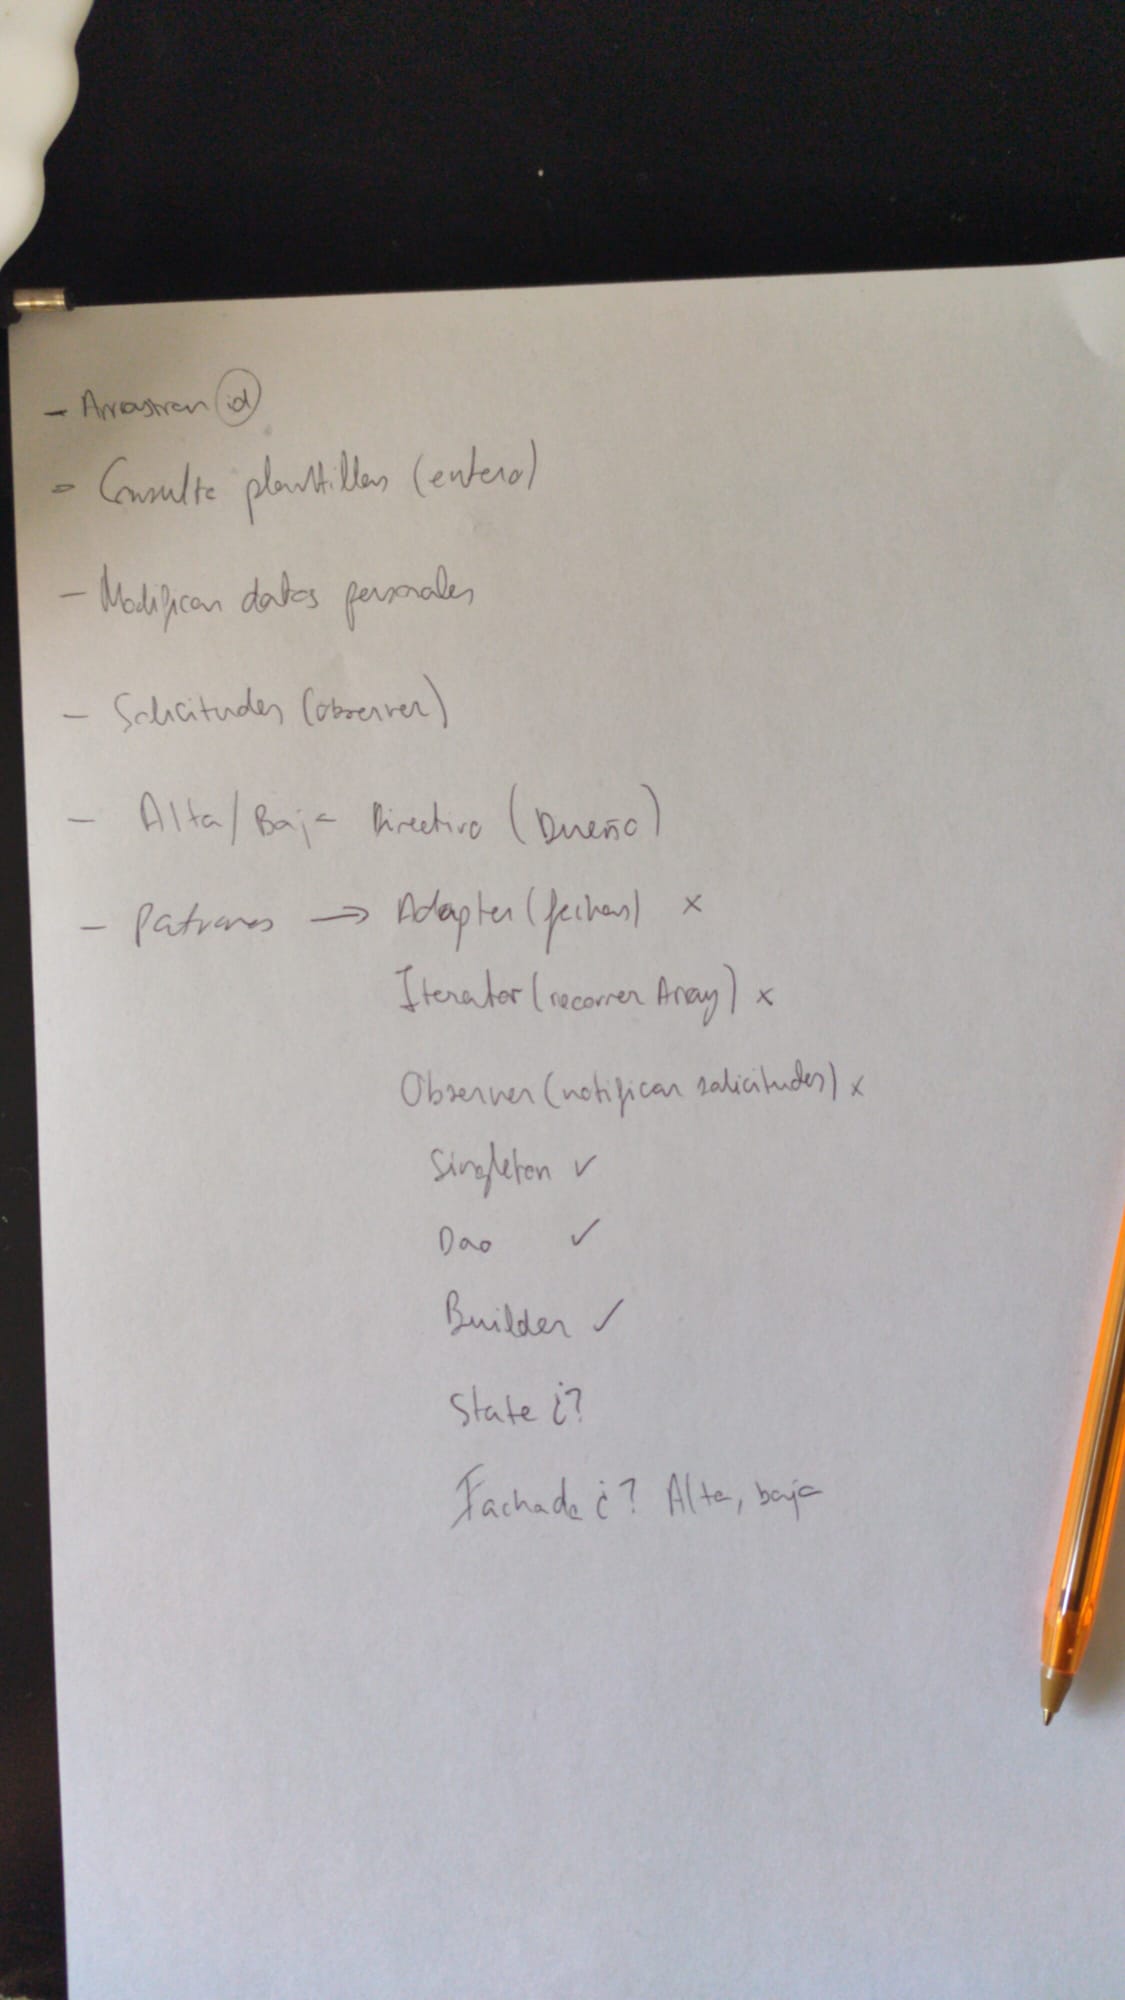 - Arrastrar id
- Consulta plantillas (entera)
- Modificar datos personales
- Solicitudes (observer)
- Alta/Baja Directivo (Dueño)
- Patrones → Adapter (fechas) x
Iterator (recorrer Array) x
Observer (notificar solicitudes) x
Singleton ✓
Dao ✓
Builder ✓
State ¿?
Fachada ¿? Alta, baja